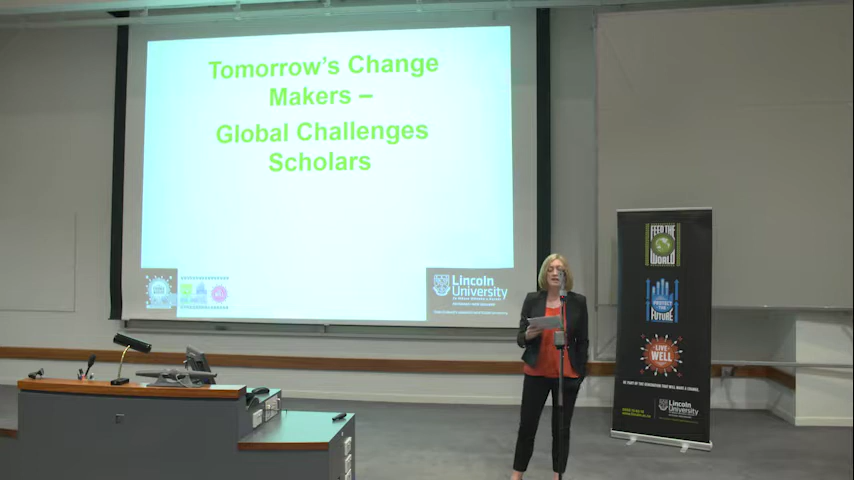 Tomorrow's Change
Makers –
Global Challenges
Scholars
Lincoln
University
FEED THE
WORLD
PROTECT
THE
FUTURE
LIVE
WELL
Lincoln
University